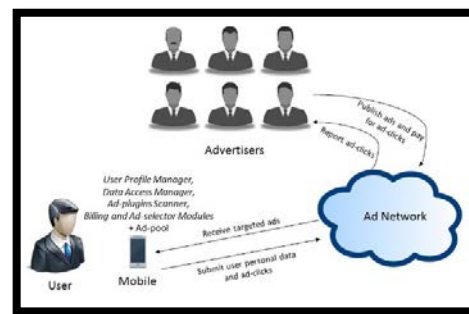 Advertisers
Publish ads and pay
for ad-clicks
Report ad-clicks
User Profile Manager,
Data Access Manager,
Ad-plugins Scanner,
Billing and Ad-selector Modules
+ Ad-pool
Ad Network
Receive targeted ads
Submit user personal data
and ad-clicks
User
Mobile